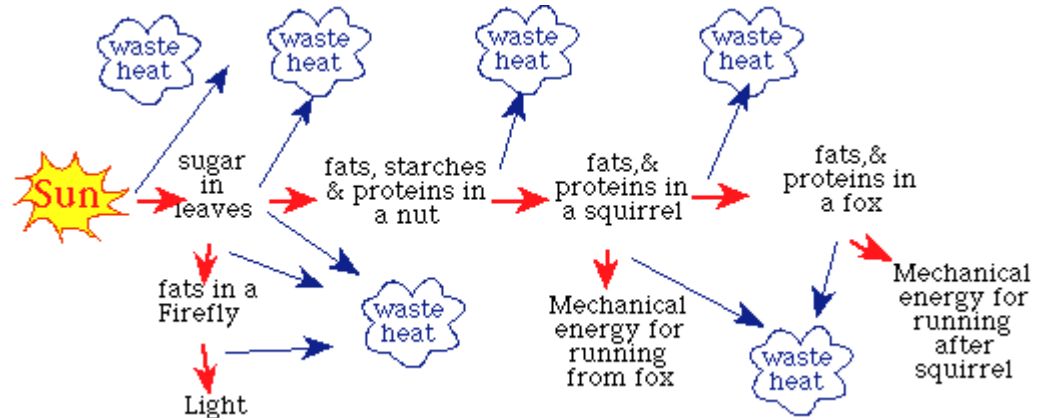 waste
heat
waste
heat
waste
heat
waste
heat
Sun
sugar
in
leaves
fats, starches
& proteins in
a nut
fats,&
proteins in
a squirrel
fats,&
proteins in
a fox
fats in a
Firefly
waste
heat
Mechanical
energy for
running
from fox
waste
heat
Mechanical
energy for
running
after
squirrel
Light